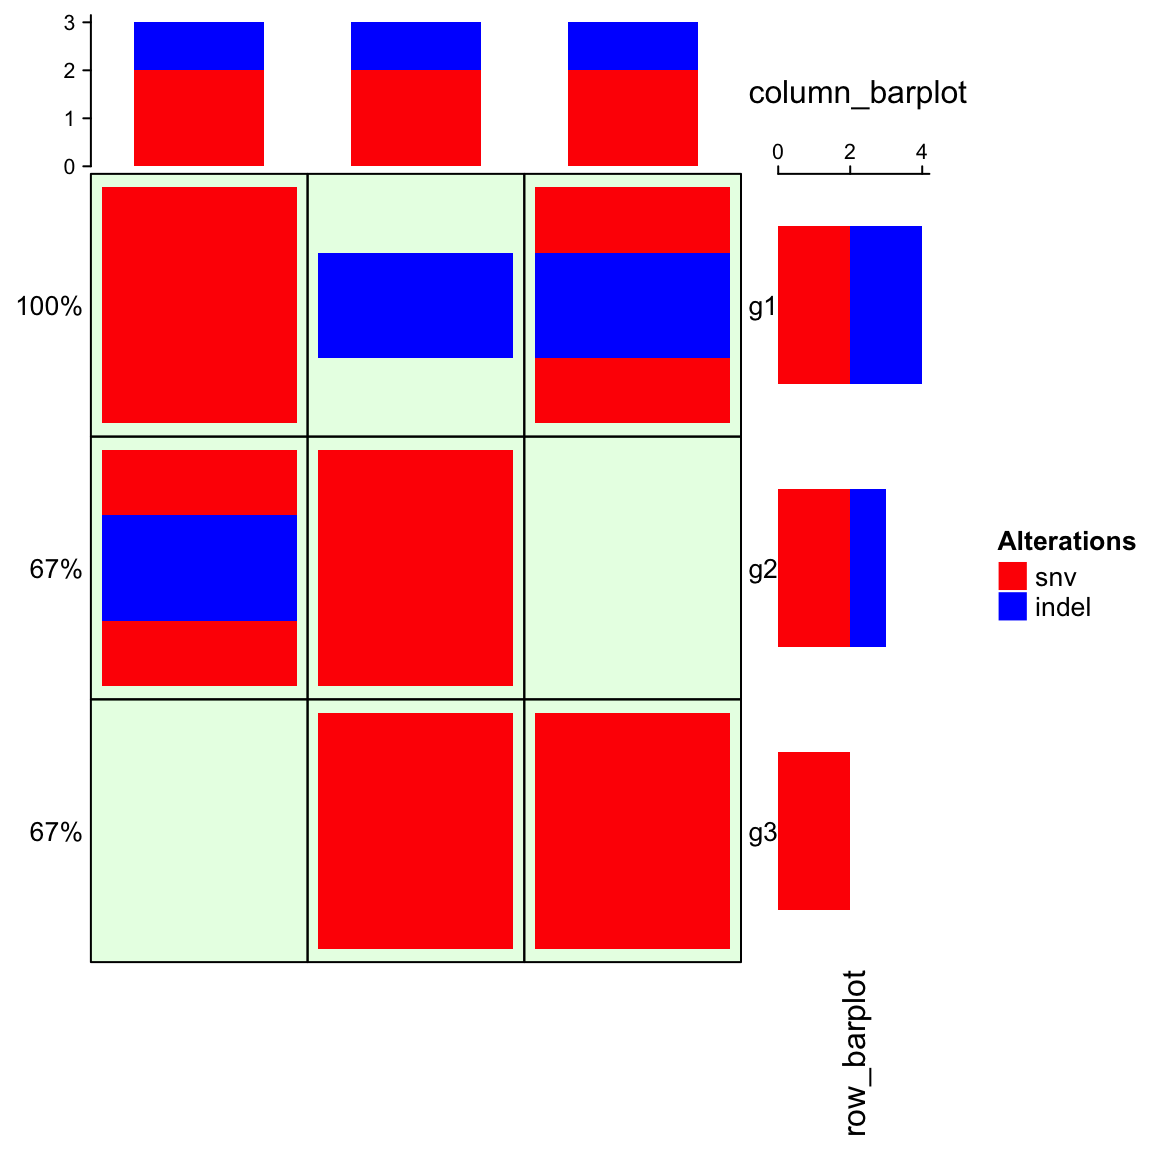 3
2
1
0
column_barplot
0 2 4
100%
g1
67%
g2
Alterations
snv
indel
67%
g3
row_barplot